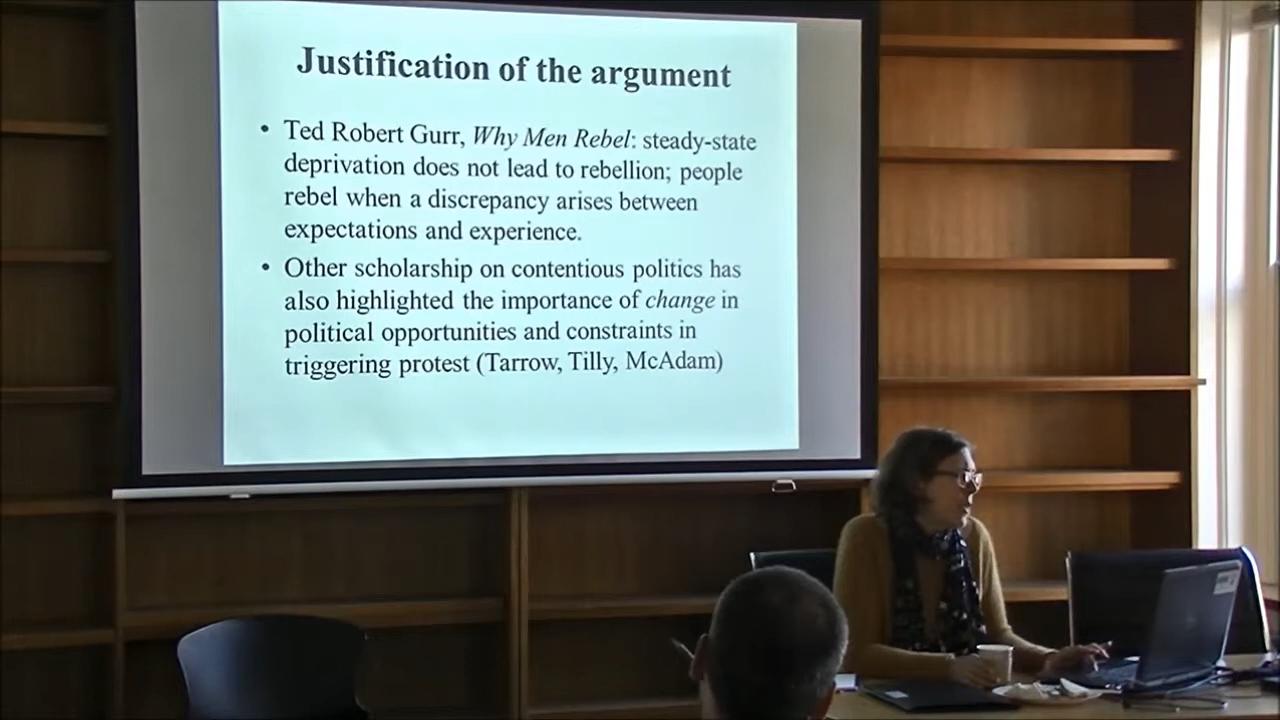 Justification of the argument
• Ted Robert Gurr, Why Men Rebel: steady-state
deprivation does not lead to rebellion; people
rebel when a discrepancy arises between
expectations and experience.
• Other scholarship on contentious politics has
also highlighted the importance of change in
political opportunities and constraints in
triggering protest (Tarrow, Tilly, McAdam)